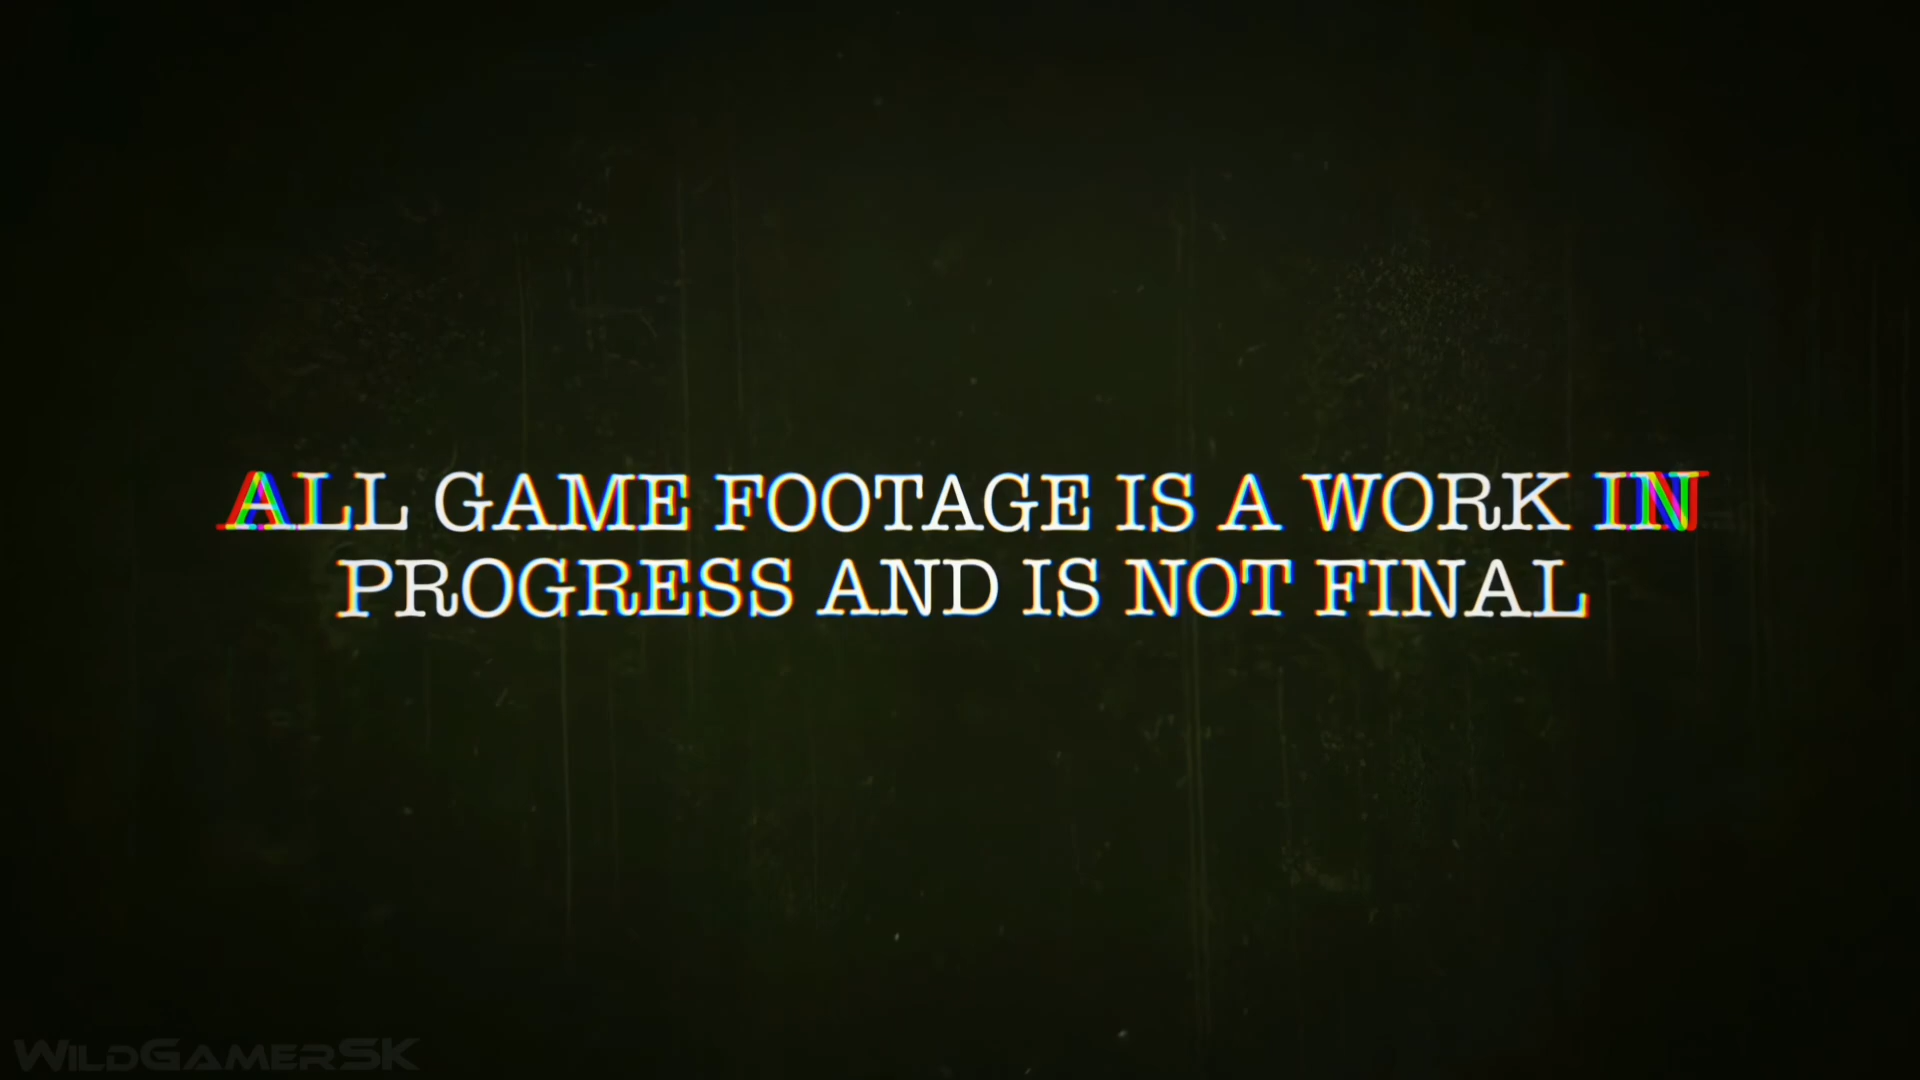 ALL GAME FOOTAGE IS A WORK IN
PROGRESS AND IS NOT FINAL
WILDGAMERSK